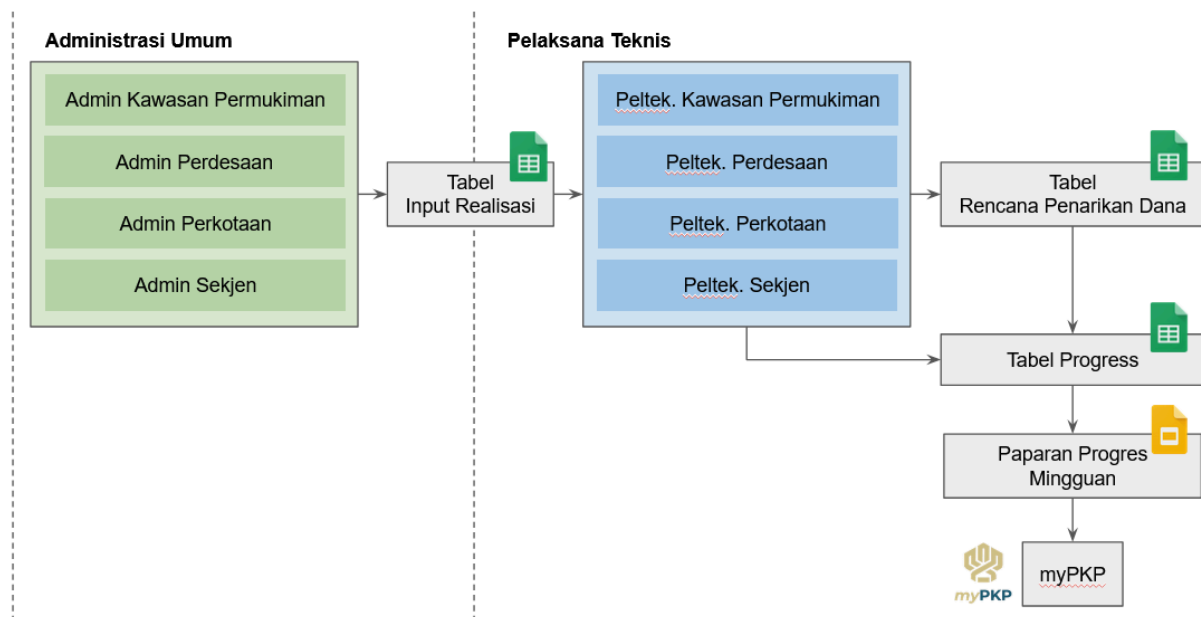 Administrasi Umum
Pelaksana Teknis
Admin Kawasan Permukiman
Admin Perdesaan
Admin Perkotaan
Admin Sekjen
Tabel
Input Realisasi
Peltek. Kawasan Permukiman
Peltek. Perdesaan
Peltek. Perkotaan
Peltek. Sekjen
Tabel
Rencana Penarikan Dana
Tabel Progress
Paparan Progres
Mingguan
myPKP
myPKP